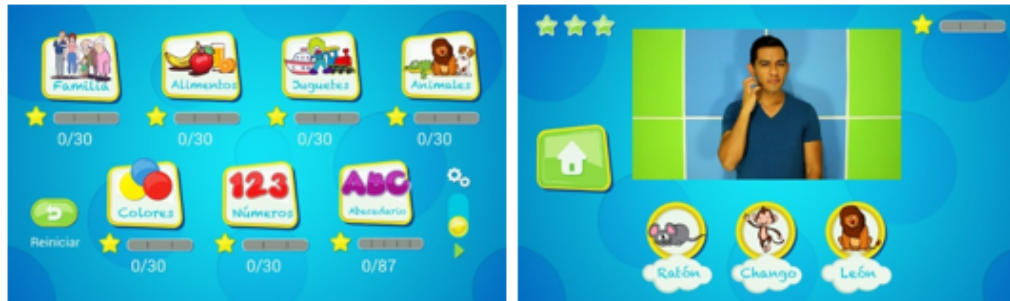 Familia Alimentos Juguetes Animales
0/30 0/30 0/30 0/30
123 ABC
Colores Números Abecedario
Reiniciar
0/30 0/30 0/87
Ratón Chango León